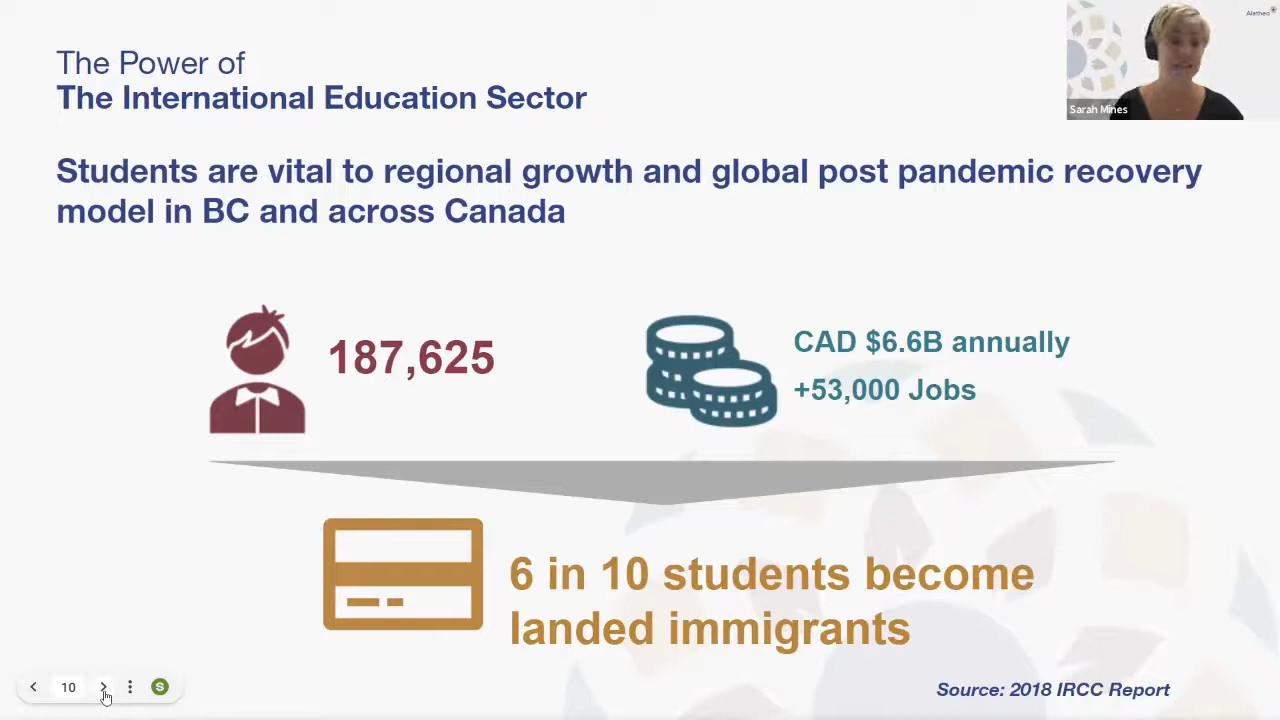 The Power of
The International Education Sector
Students are vital to regional growth and global post pandemic recovery
model in BC and across Canada
187,625
CAD $6.6B annually
+53,000 Jobs
6 in 10 students become
landed immigrants
Source: 2018 IRCC Report
Sarah Mines
Aletheo
10
S